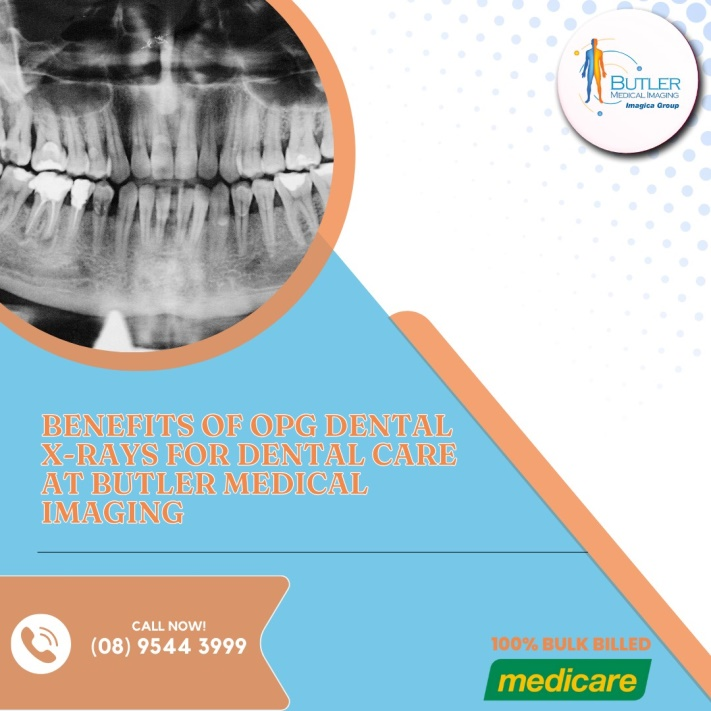 BUTLER
MEDICAL IMAGING
Imagica Group
BENEFITS OF OPG DENTAL
X-RAYS FOR DENTAL CARE
AT BUTLER MEDICAL
IMAGING
CALL NOW!
(08) 9544 3999
100% BULK BILLED
medicare